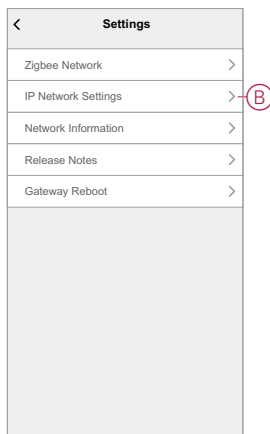 Settings
Zigbee Network
IP Network Settings
B
Network Information
Release Notes
Gateway Reboot